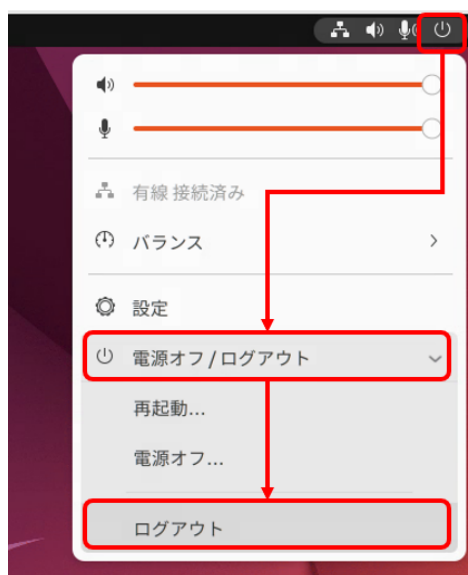 有線 接続済み
バランス
設定
電源オフ / ログアウト
再起動...
電源オフ...
ログアウト